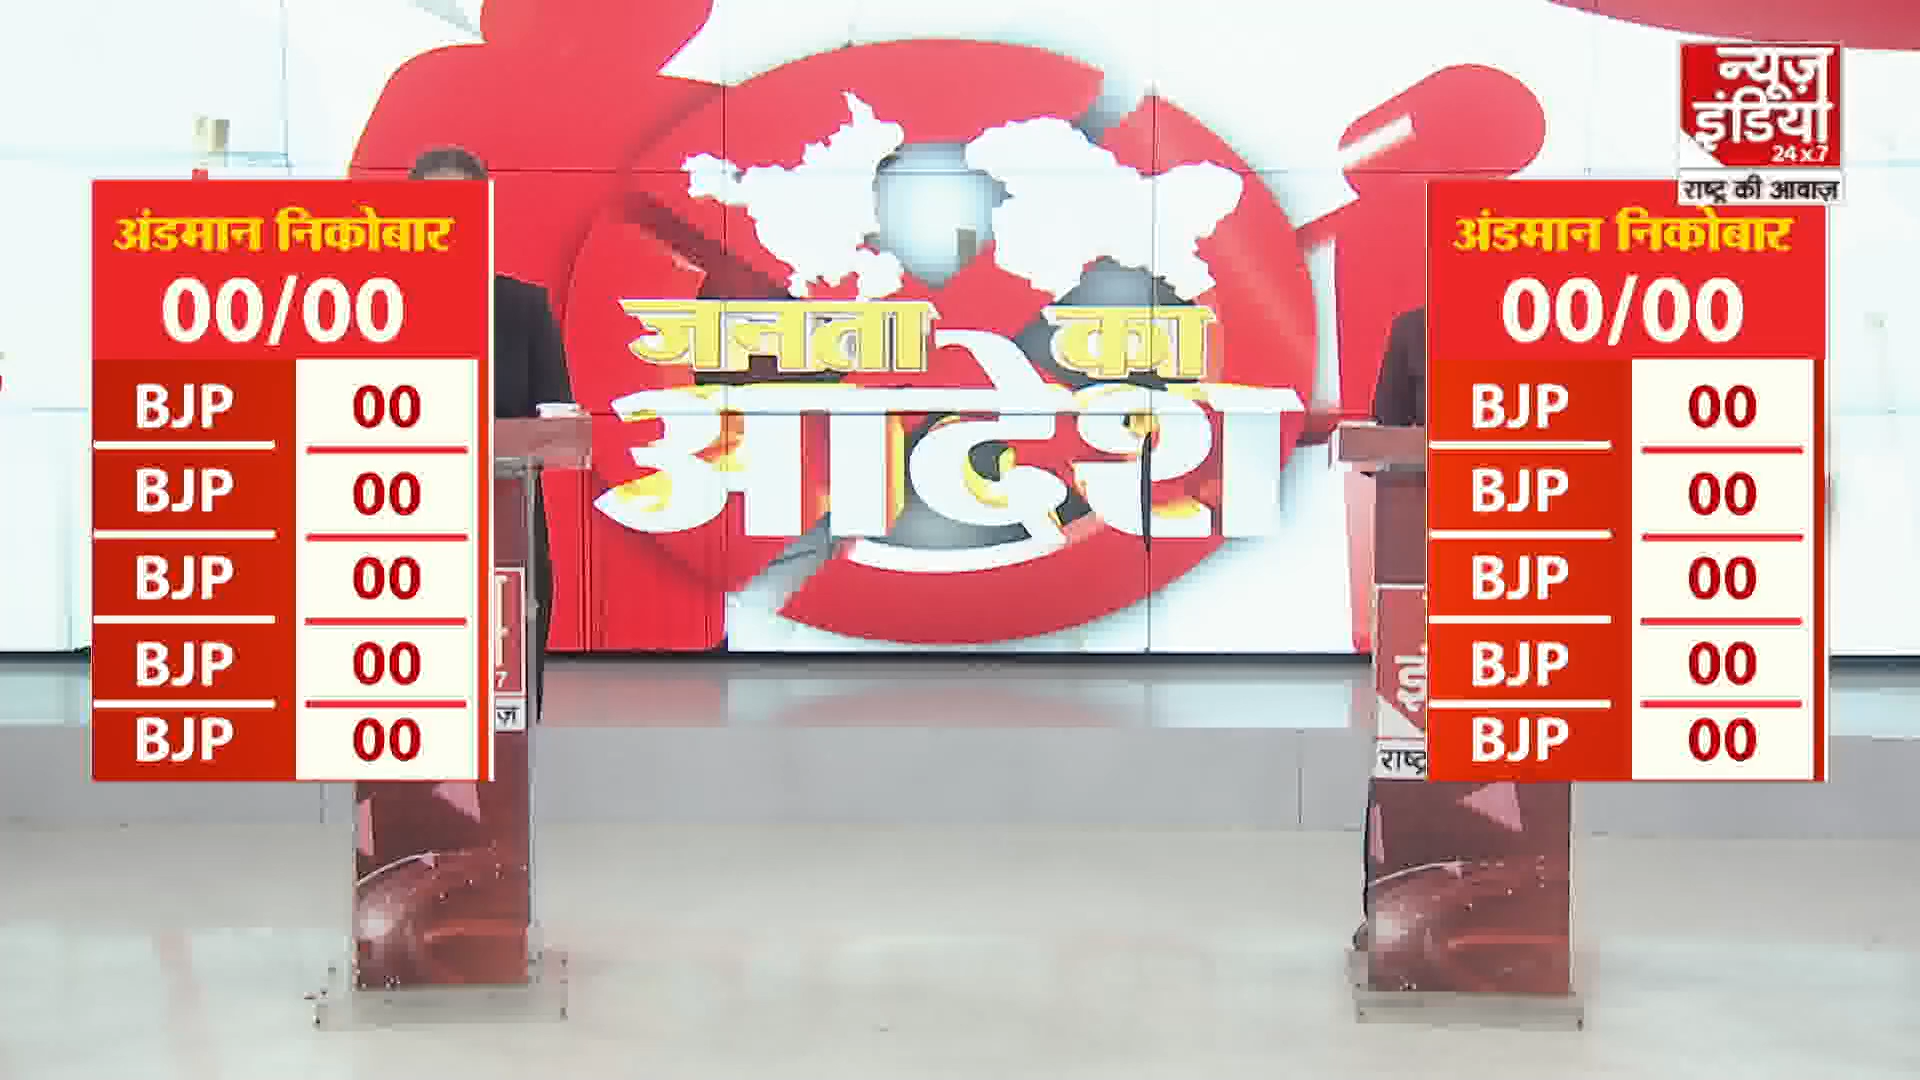 न्यूज़
इंडिया
24x7
राष्ट्र की आवाज़
अंडमान निकोबार
00/00
BJP 00
BJP 00
BJP 00
BJP 00
BJP 00
जनता का
आदेश
अंडमान निकोबार
00/00
BJP 00
BJP 00
BJP 00
BJP 00
BJP 00
7
राष्ट्र